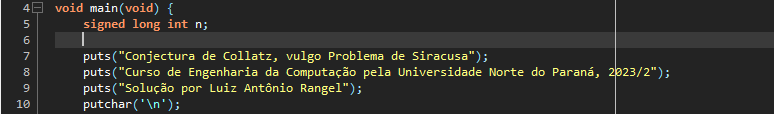 4 void main(void) {
5 signed long int n;
6
7 puts("Conjectura de Collatz, vulgo Problema de Siracusa");
8 puts("Curso de Engenharia da Computação pela Universidade Norte do Paraná, 2023/2");
9 puts("Solução por Luiz Antônio Rangel");
10 putchar('\n');